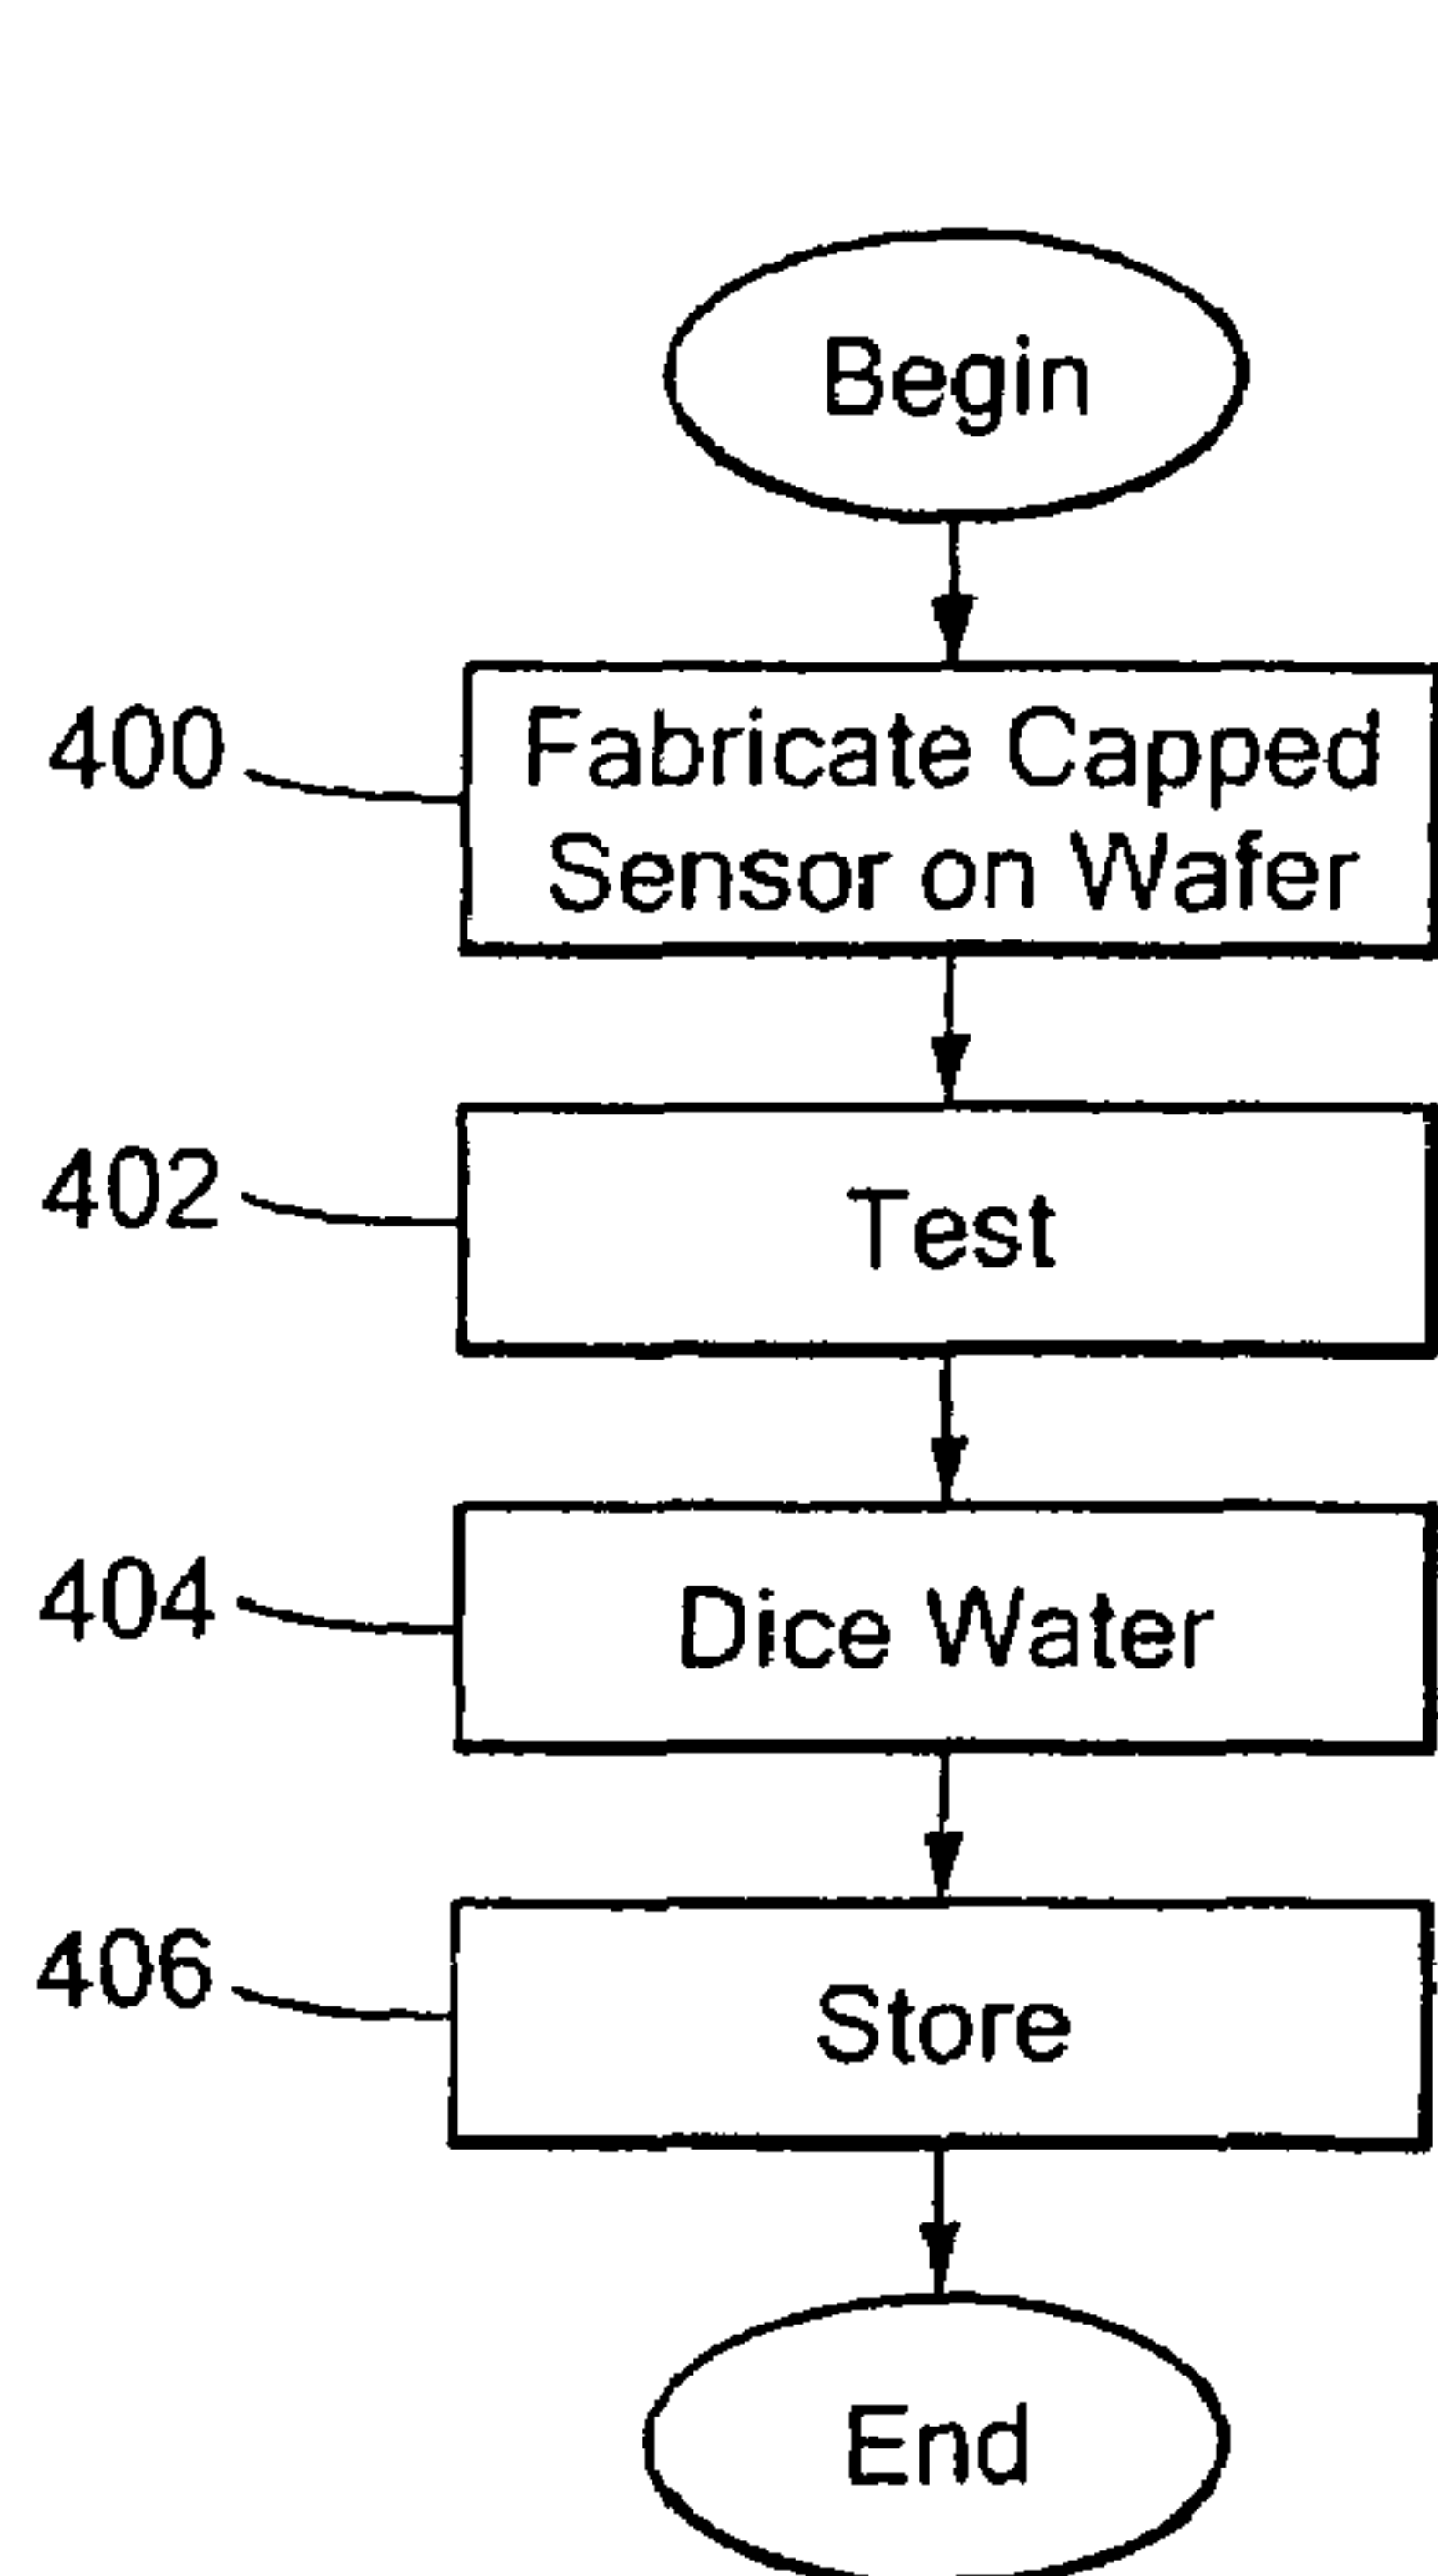 Begin
400
Fabricate Capped
Sensor on Wafer
402
Test
404
Dice Water
406
Store
End